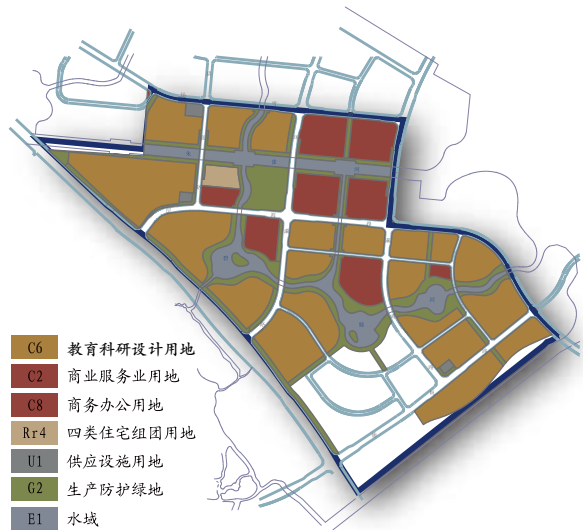 C6 教育科研设计用地
C2 商业服务业用地
C8 商务办公用地
Rr4 四类住宅组团用地
U1 供应设施用地
G2 生产防护绿地
E1 水域